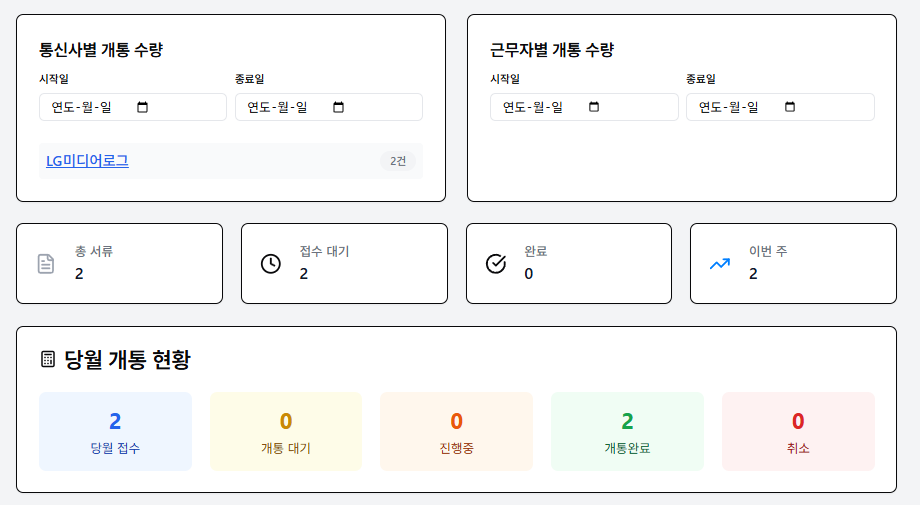 통신사별 개통 수량
시작일
종료일
연도-월-일
연도-월-일
LG미디어로그
2건
근무자별 개통 수량
시작일
종료일
연도-월-일
연도-월-일
총 서류
2
접수 대기
2
완료
0
이번 주
2
당월 개통 현황
2
당월 접수
0
개통 대기
0
진행중
2
개통완료
0
취소